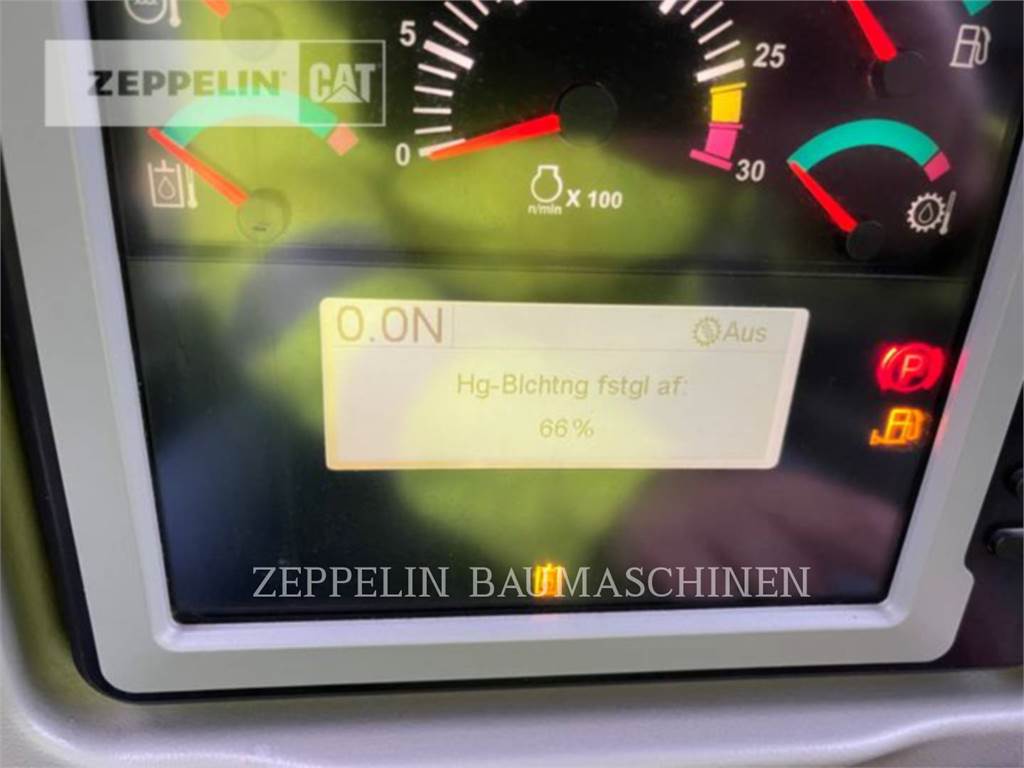 ZEPPELIN CAT
5
25
0
30
n/min X 100
0.0N
Aus
Hg-Blchtng fstgl af:
66%
P
ZEPPELIN BAUMASCHINEN